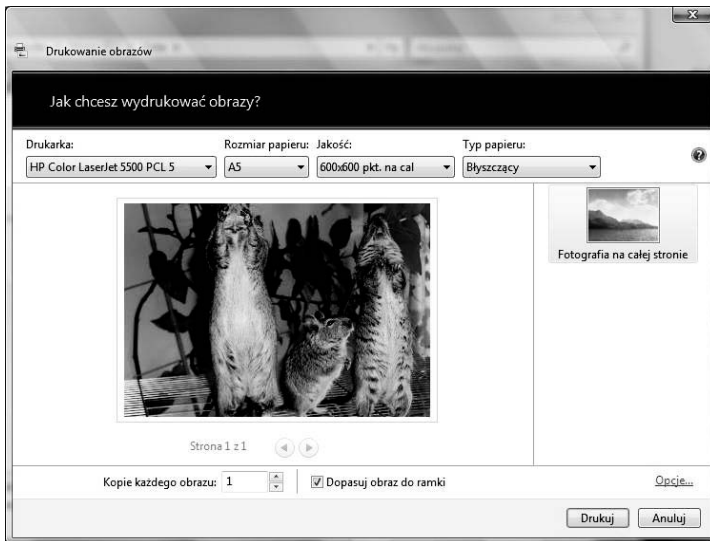 Drukowanie obrazów
Jak chcesz wydrukować obrazy?
Drukarka: Rozmiar papieru: Jakość: Typ papieru:
HP Color LaserJet 5500 PCL 5 A5 600x600 pkt. na cal Błyszczący
Fotografia na całej stronie
Strona 1 z 1
Kopie każdego obrazu: 1 Dopasuj obraz do ramki Opcje...
Drukuj Anuluj